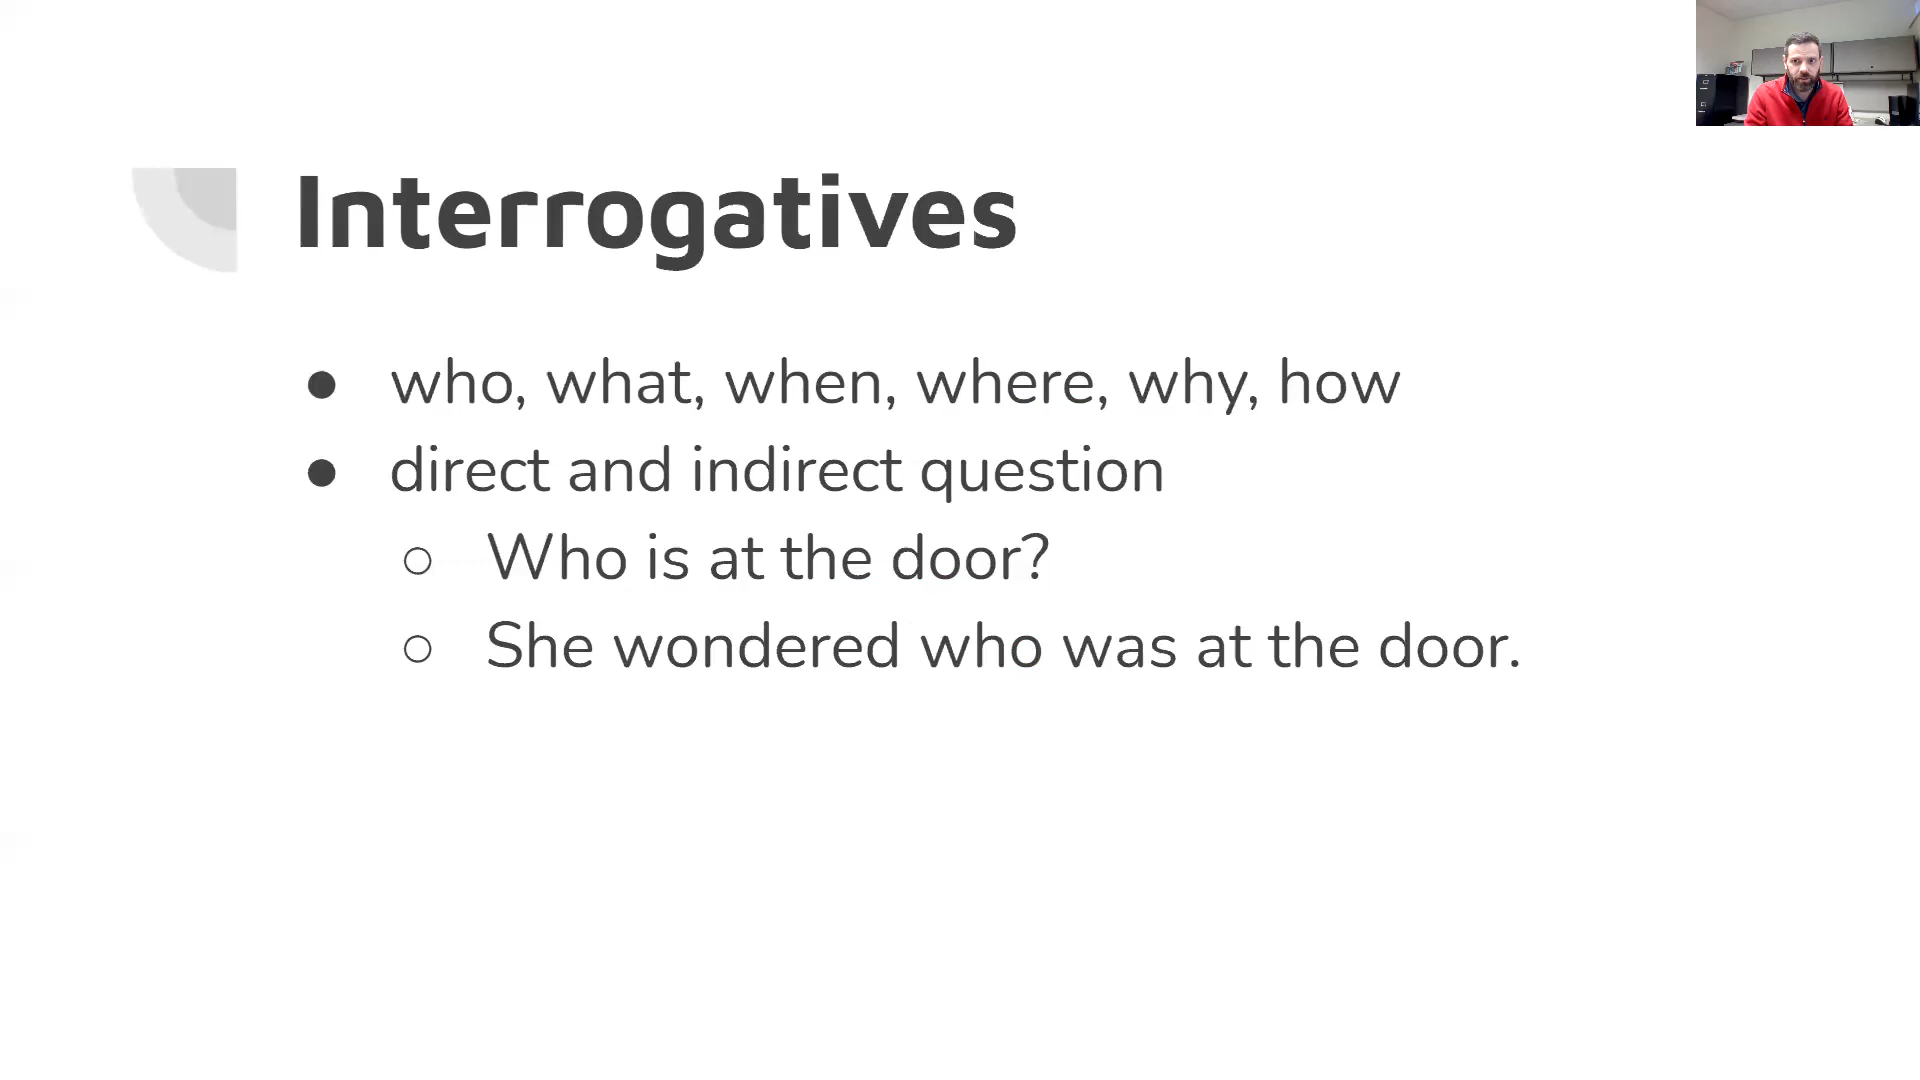 Interrogatives
● who, what, when, where, why, how
● direct and indirect question
○ Who is at the door?
○ She wondered who was at the door.